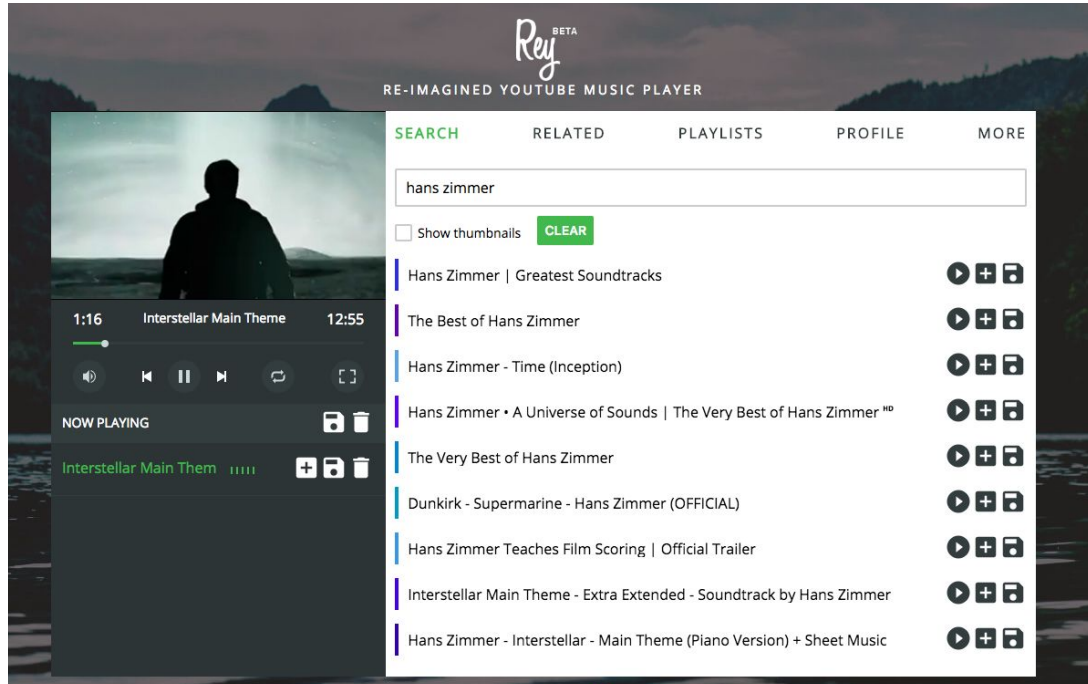 Rey BETA
RE-IMAGINED YOUTUBE MUSIC PLAYER
1:16 Interstellar Main Theme 12:55
NOW PLAYING
Interstellar Main Them
SEARCH RELATED PLAYLISTS PROFILE MORE
hans zimmer
Show thumbnails CLEAR
Hans Zimmer | Greatest Soundtracks
The Best of Hans Zimmer
Hans Zimmer - Time (Inception)
Hans Zimmer • A Universe of Sounds | The Very Best of Hans Zimmer ᴴᴰ
The Very Best of Hans Zimmer
Dunkirk - Supermarine - Hans Zimmer (OFFICIAL)
Hans Zimmer Teaches Film Scoring | Official Trailer
Interstellar Main Theme - Extra Extended - Soundtrack by Hans Zimmer
Hans Zimmer - Interstellar - Main Theme (Piano Version) + Sheet Music